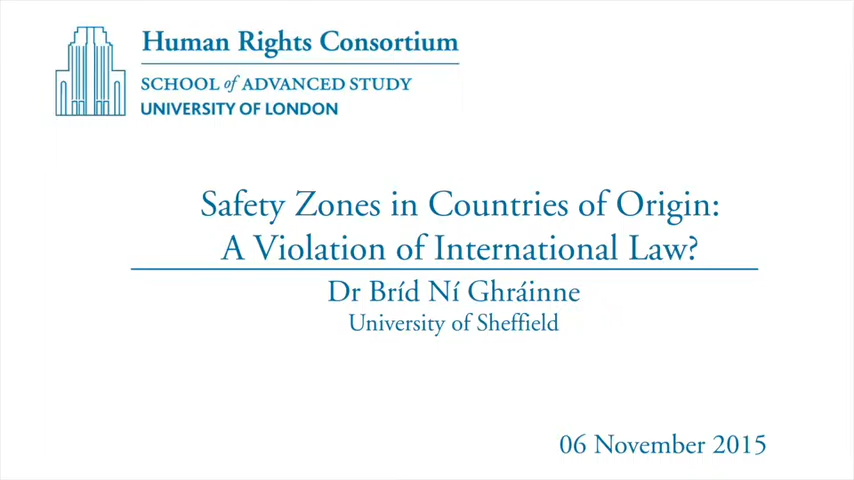 Human Rights Consortium
SCHOOL of ADVANCED STUDY
UNIVERSITY OF LONDON
Safety Zones in Countries of Origin:
A Violation of International Law?
Dr Bríd Ní Ghráinne
University of Sheffield
06 November 2015